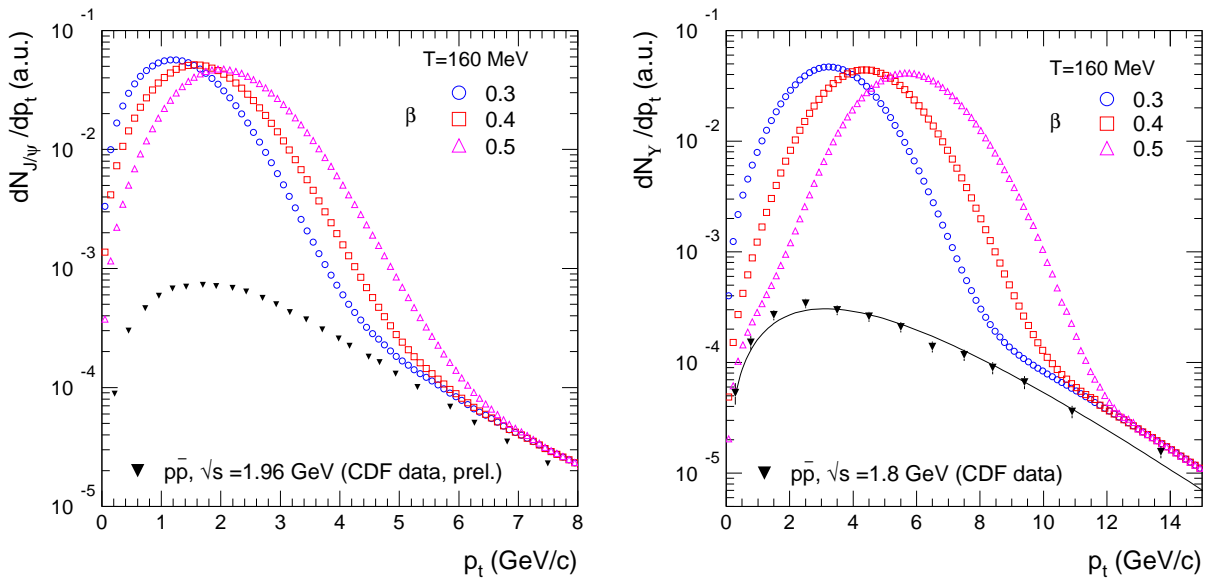 dN_{J/ψ} /dp_t (a.u.)
10^{-1}
10^{-2}
10^{-3}
10^{-4}
10^{-5}
T=160 MeV
0.3
β 0.4
0.5
pp̄, √s =1.96 GeV (CDF data, prel.)
0 1 2 3 4 5 6 7 8
p_t (GeV/c)
dN_Υ /dp_t (a.u.)
10^{-1}
10^{-2}
10^{-3}
10^{-4}
10^{-5}
T=160 MeV
0.3
β 0.4
0.5
pp̄, √s =1.8 GeV (CDF data)
0 2 4 6 8 10 12 14
p_t (GeV/c)